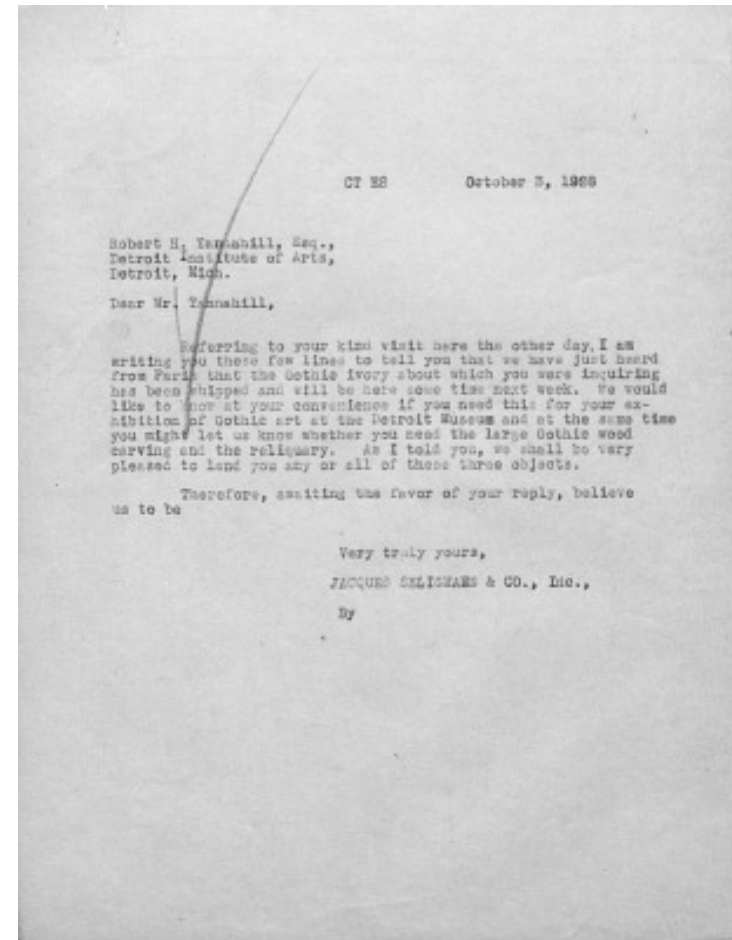 CT ES October 3, 1928
Robert H. Tannahill, Esq.,
Detroit Institute of Arts,
Detroit, Mich.
Dear Mr. Tannahill,
Referring to your kind visit here the other day, I am
writing you these few lines to tell you that we have just heard
from Paris that the Gothic ivory about which you were inquiring
has been shipped and will be here some time next week. We would
like to know at your convenience if you need this for your ex-
hibition of Gothic art at the Detroit Museum and at the same time
you might let us know whether you need the large Gothic wood
carving and the reliquary. As I told you, we shall be very
pleased to lend you any or all of these three objects.
Therefore, awaiting the favor of your reply, believe
us to be
Very truly yours,
JACQUES SELIGMANN & CO., Inc.,
By